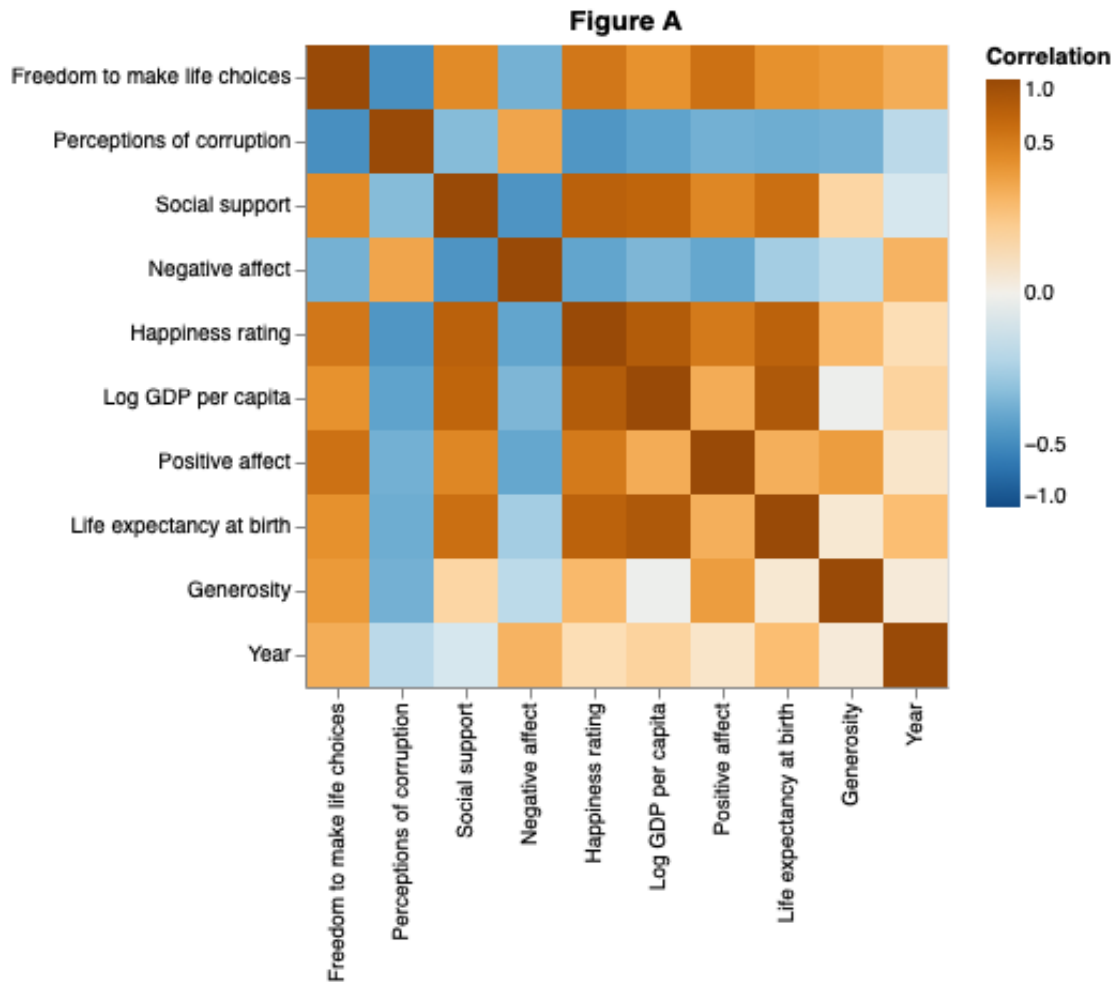 Figure A
Correlation
Freedom to make life choices
Perceptions of corruption
Social support
Negative affect
Happiness rating
Log GDP per capita
Positive affect
Life expectancy at birth
Generosity
Year
1.0
0.5
0.0
−0.5
−1.0
Freedom to make life choices
Perceptions of corruption
Social support
Negative affect
Happiness rating
Log GDP per capita
Positive affect
Life expectancy at birth
Generosity
Year